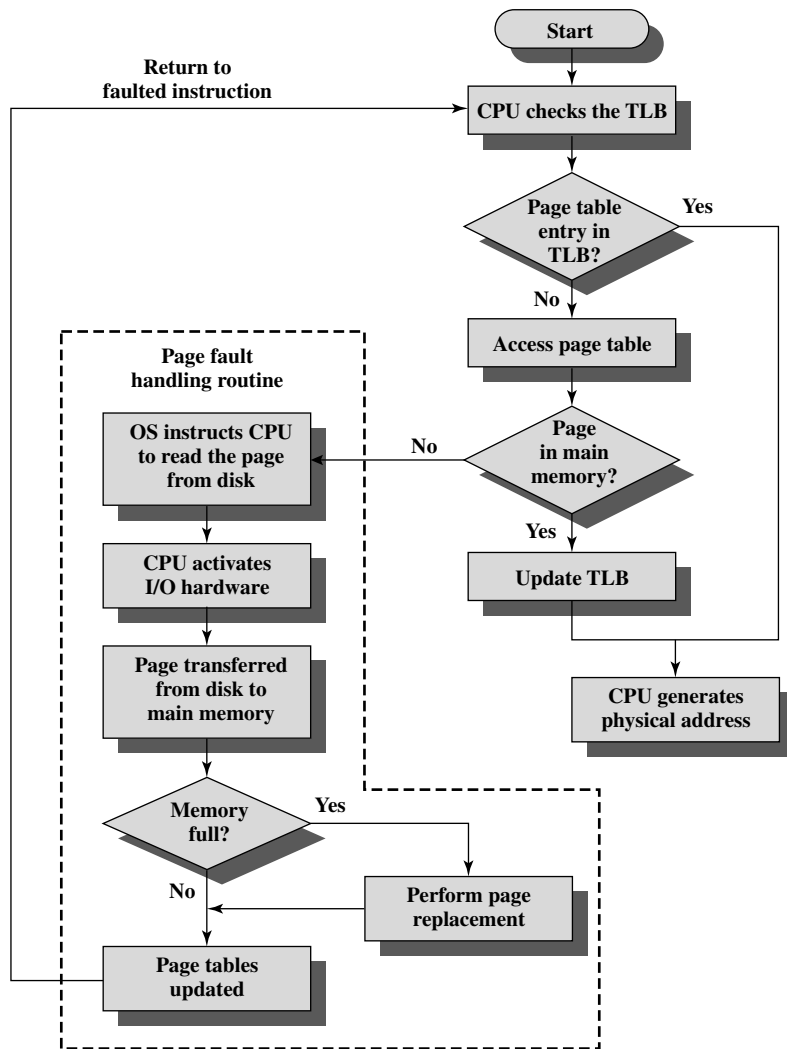 Start
Return to
faulted instruction
CPU checks the TLB
Page table
entry in
TLB?
Yes
No
Access page table
Page fault
handling routine
Page
in main
memory?
No
Yes
OS instructs CPU
to read the page
from disk
CPU activates
I/O hardware
Update TLB
Page transferred
from disk to
main memory
CPU generates
physical address
Memory
full?
Yes
No
Perform page
replacement
Page tables
updated